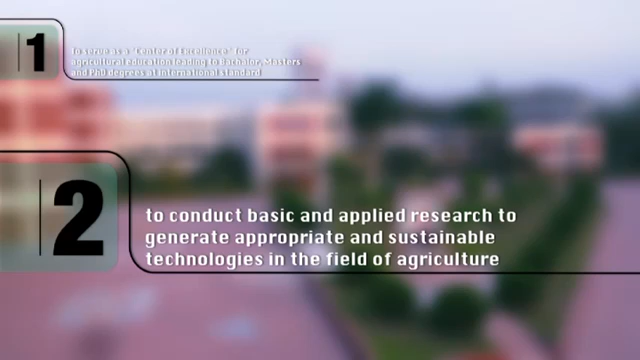 1
To serve as a "Center of Excellence" for
agricultural education leading to Bachelor, Masters
and PhD degrees at international standard
2
to conduct basic and applied research to
generate appropriate and sustainable
technologies in the field of agriculture